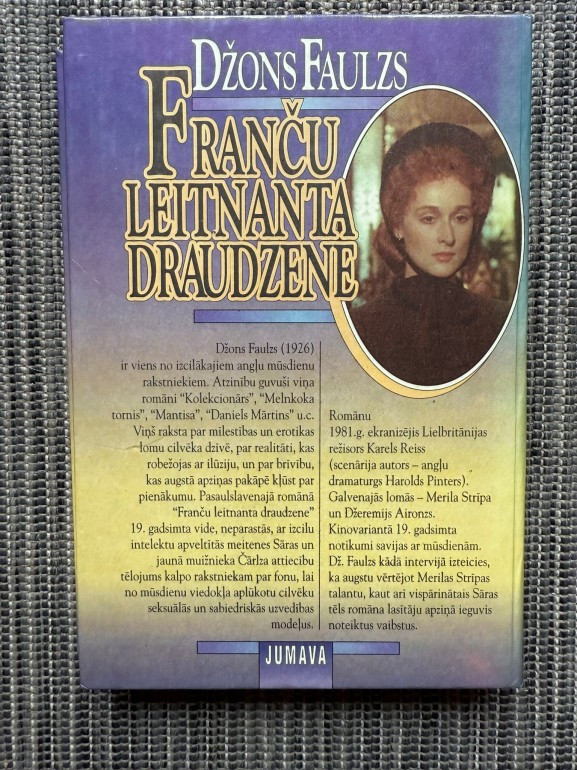 DŽONS FAULZS
FRANČU
LEITNANTA
DRAUDZENE
Džons Faulzs (1926)
ir viens no izcilākajiem angļu mūsdienu
rakstniekiem. Atzinību guvuši viņa
romāni “Kolekcionārs”, “Melnkoka
tornis”, “Mantisa”, “Daniels Mārtins” u.c.
Viņš raksta par mīlestības un erotikas
lomu cilvēka dzīvē, par realitāti, kas
robežojas ar ilūziju, un par brīvību,
kas augstā apziņas pakāpē kļūst par
pienākumu. Pasaulslavenajā romānā
“Franču leitnanta draudzene”
19. gadsimta vide, neparastās, ar izcilu
intelektu apveltītās meitenes Sāras un
jaunā muižnieka Čārlza attiecību
tēlojums kalpo rakstniekam par fonu, lai
no mūsdienu viedokļa aplūkotu cilvēku
seksuālās un sabiedriskās uzvedības
modeļus.
Romānu
1981.g. ekranizējis Lielbritānijas
režisors Karels Reiss
(scenārija autors – angļu
dramaturgs Harolds Pinters).
Galvenajās lomās – Merila Strīpa
un Džeremijs Aironzs.
Kinovariantā 19. gadsimta
notikumi savijas ar mūsdienām.
Dž. Faulzs kādā intervijā izteicies,
ka augstu vērtējot Merilas Strīpas
talantu, kaut arī vispārinātais Sāras
tēls romāna lasītāju apziņā ieguvis
noteiktus vaibstus.
JUMAVA